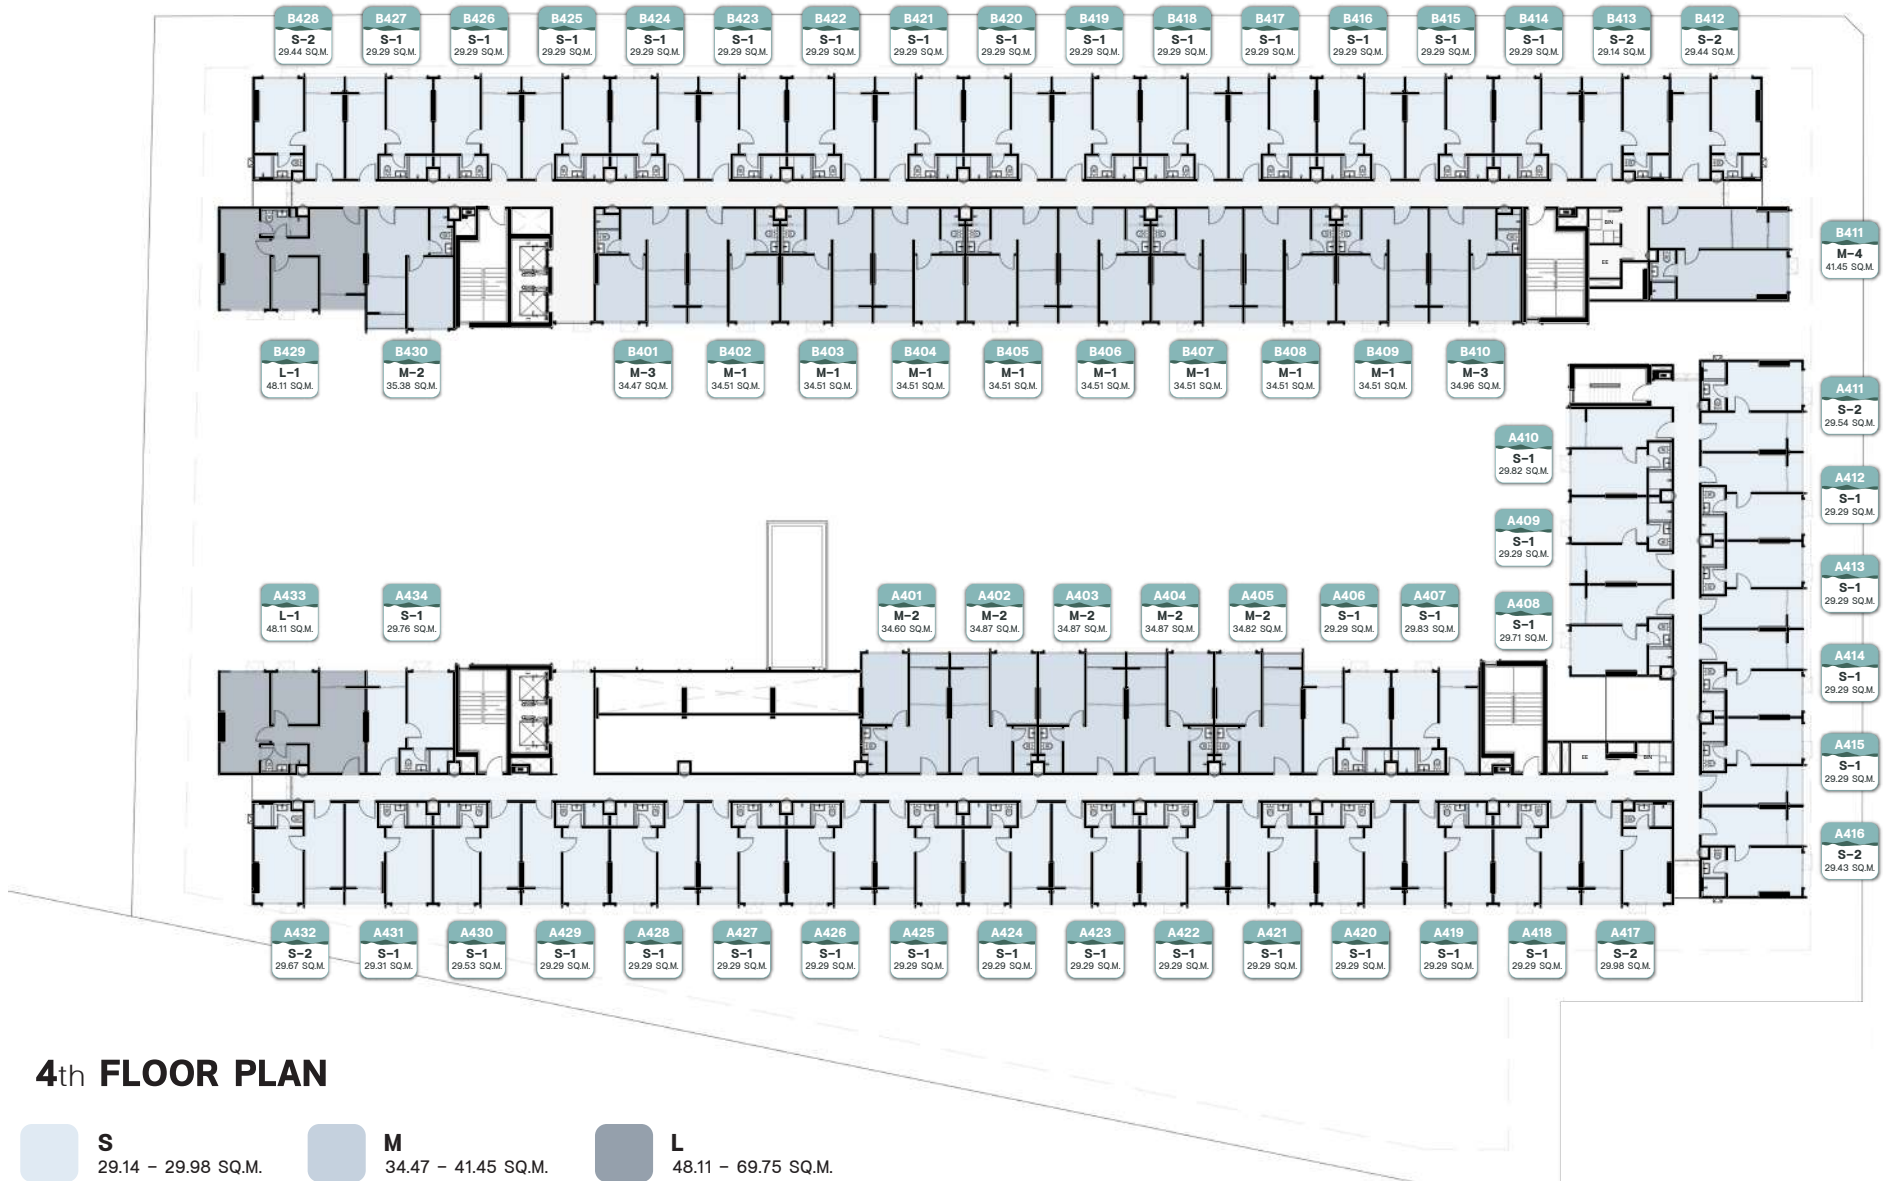 B428
S-2
29.44 SQ.M.
B427
S-1
29.29 SQ.M.
B426
S-1
29.29 SQ.M.
B425
S-1
29.29 SQ.M.
B424
S-1
29.29 SQ.M.
B423
S-1
29.29 SQ.M.
B422
S-1
29.29 SQ.M.
B421
S-1
29.29 SQ.M.
B420
S-1
29.29 SQ.M.
B419
S-1
29.29 SQ.M.
B418
S-1
29.29 SQ.M.
B417
S-1
29.29 SQ.M.
B416
S-1
29.29 SQ.M.
B415
S-1
29.29 SQ.M.
B414
S-1
29.29 SQ.M.
B413
S-2
29.14 SQ.M.
B412
S-2
29.44 SQ.M.
BIN
EE
B411
M-4
41.45 SQ.M.
B429
L-1
48.11 SQ.M.
B430
M-2
35.38 SQ.M.
B401
M-3
34.47 SQ.M.
B402
M-1
34.51 SQ.M.
B403
M-1
34.51 SQ.M.
B404
M-1
34.51 SQ.M.
B405
M-1
34.51 SQ.M.
B406
M-1
34.51 SQ.M.
B407
M-1
34.51 SQ.M.
B408
M-1
34.51 SQ.M.
B409
M-1
34.51 SQ.M.
B410
M-3
34.96 SQ.M.
A411
S-2
29.54 SQ.M.
A410
S-1
29.82 SQ.M.
A412
S-1
29.29 SQ.M.
A409
S-1
29.29 SQ.M.
A413
S-1
29.29 SQ.M.
A433
L-1
48.11 SQ.M.
A434
S-1
29.76 SQ.M.
A401
M-2
34.60 SQ.M.
A402
M-2
34.87 SQ.M.
A403
M-2
34.87 SQ.M.
A404
M-2
34.87 SQ.M.
A405
M-2
34.82 SQ.M.
A406
S-1
29.29 SQ.M.
A407
S-1
29.83 SQ.M.
A408
S-1
29.71 SQ.M.
A414
S-1
29.29 SQ.M.
A415
S-1
29.29 SQ.M.
EE
BIN
A416
S-2
29.43 SQ.M.
A432
S-2
29.67 SQ.M.
A431
S-1
29.31 SQ.M.
A430
S-1
29.53 SQ.M.
A429
S-1
29.29 SQ.M.
A428
S-1
29.29 SQ.M.
A427
S-1
29.29 SQ.M.
A426
S-1
29.29 SQ.M.
A425
S-1
29.29 SQ.M.
A424
S-1
29.29 SQ.M.
A423
S-1
29.29 SQ.M.
A422
S-1
29.29 SQ.M.
A421
S-1
29.29 SQ.M.
A420
S-1
29.29 SQ.M.
A419
S-1
29.29 SQ.M.
A418
S-1
29.29 SQ.M.
A417
S-2
29.98 SQ.M.
4th FLOOR PLAN
S
29.14 - 29.98 SQ.M.
M
34.47 - 41.45 SQ.M.
L
48.11 - 69.75 SQ.M.